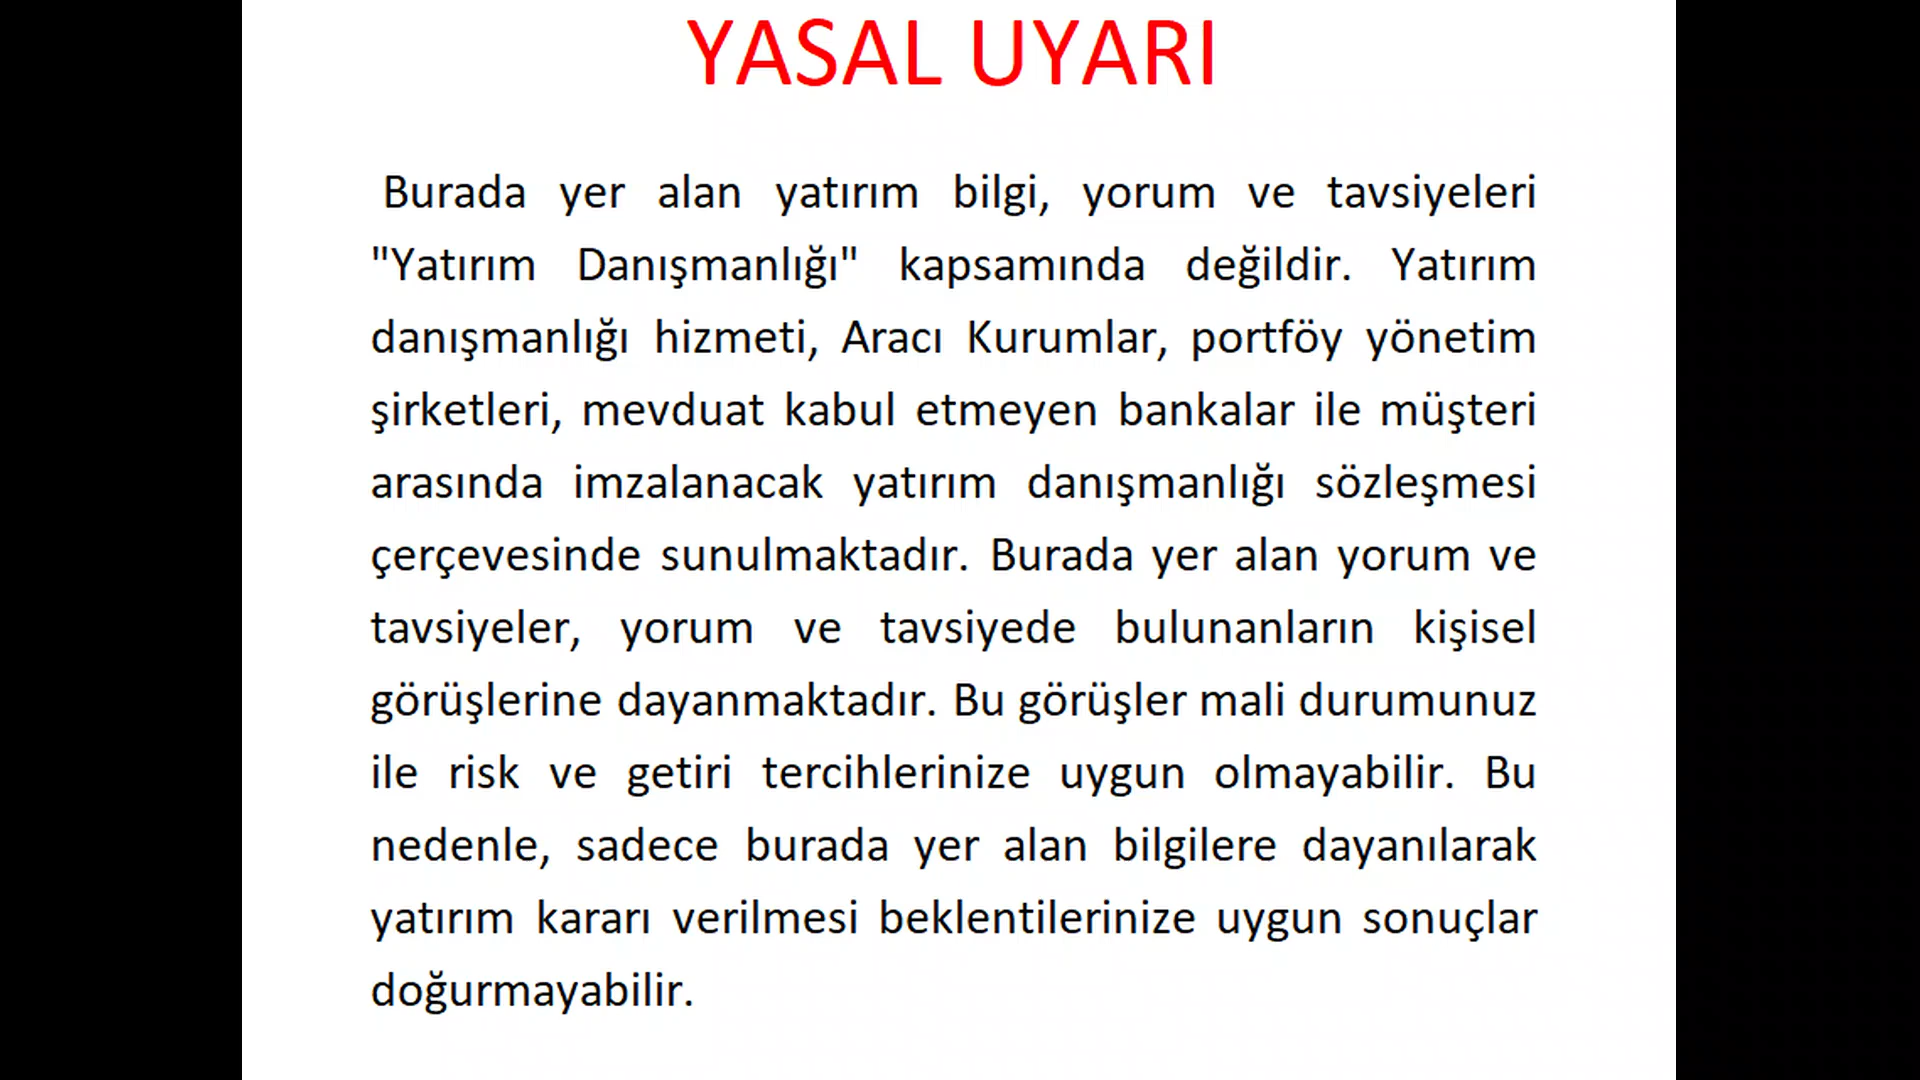 YASAL UYARI
Burada yer alan yatırım bilgi, yorum ve tavsiyeleri
"Yatırım Danışmanlığı" kapsamında değildir. Yatırım
danışmanlığı hizmeti, Aracı Kurumlar, portföy yönetim
şirketleri, mevduat kabul etmeyen bankalar ile müşteri
arasında imzalanacak yatırım danışmanlığı sözleşmesi
çerçevesinde sunulmaktadır. Burada yer alan yorum ve
tavsiyeler, yorum ve tavsiyede bulunanların kişisel
görüşlerine dayanmaktadır. Bu görüşler mali durumunuz
ile risk ve getiri tercihlerinize uygun olmayabilir. Bu
nedenle, sadece burada yer alan bilgilere dayanılarak
yatırım kararı verilmesi beklentilerinize uygun sonuçlar
doğurmayabilir.